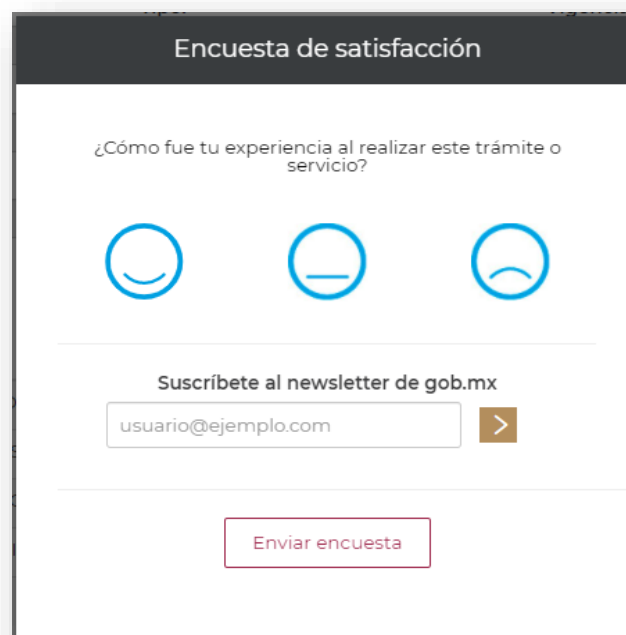 Encuesta de satisfacción
¿Cómo fue tu experiencia al realizar este trámite o
servicio?
Suscríbete al newsletter de gob.mx
usuario@ejemplo.com
Enviar encuesta